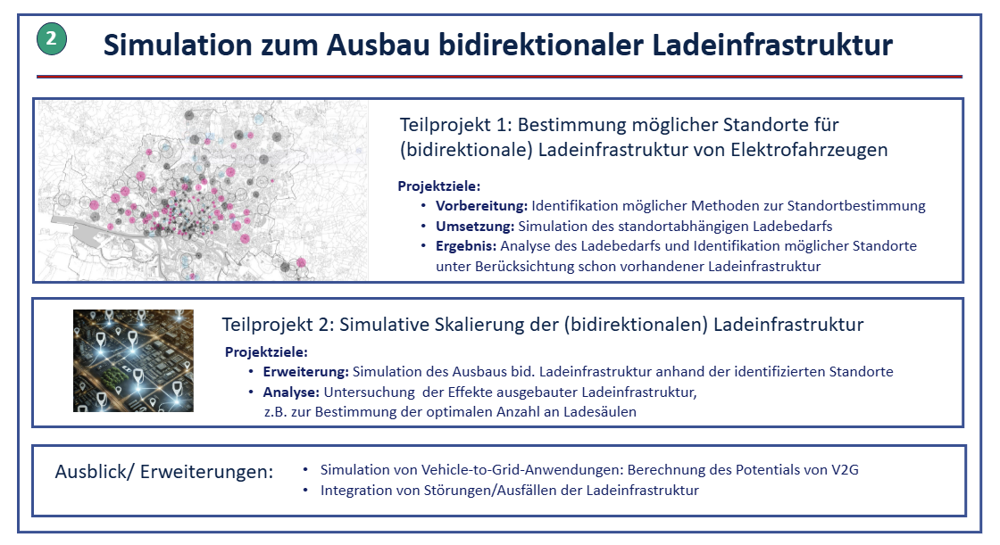 2
Simulation zum Ausbau bidirektionaler Ladeinfrastruktur
Teilprojekt 1: Bestimmung möglicher Standorte für
(bidirektionale) Ladeinfrastruktur von Elektrofahrzeugen
Projektziele:
• Vorbereitung: Identifikation möglicher Methoden zur Standortbestimmung
• Umsetzung: Simulation des standortabhängigen Ladebedarfs
• Ergebnis: Analyse des Ladebedarfs und Identifikation möglicher Standorte
unter Berücksichtung schon vorhandener Ladeinfrastruktur
Teilprojekt 2: Simulative Skalierung der (bidirektionalen) Ladeinfrastruktur
Projektziele:
• Erweiterung: Simulation des Ausbaus bid. Ladeinfrastruktur anhand der identifizierten Standorte
• Analyse: Untersuchung der Effekte ausgebauter Ladeinfrastruktur,
z.B. zur Bestimmung der optimalen Anzahl an Ladesäulen
Ausblick/ Erweiterungen:
• Simulation von Vehicle-to-Grid-Anwendungen: Berechnung des Potentials von V2G
• Integration von Störungen/Ausfällen der Ladeinfrastruktur